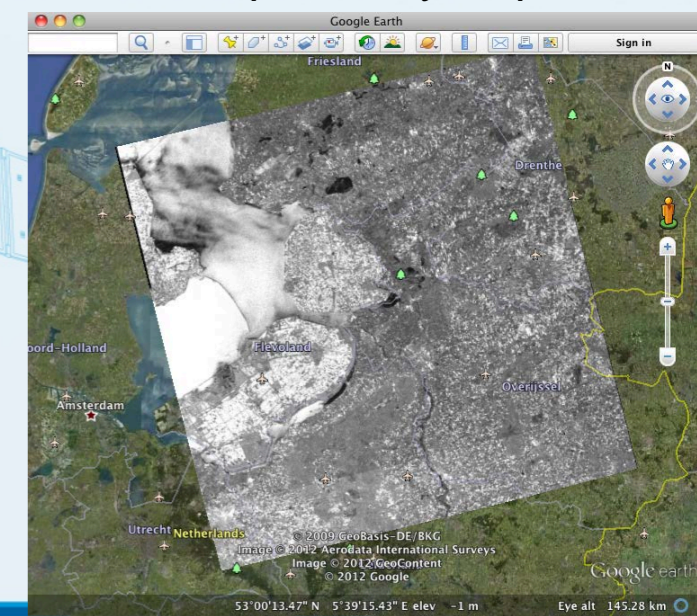 Google Earth
Sign in
Friesland
N
Drenthe
Flevoland
Overijssel
Amsterdam
Utrecht Netherlands
© 2009 GeoBasis-DE/BKG
Image © 2012 Aerodata International Surveys
Image © 2012 GeoContent
© 2012 Google
Google earth
53°00'13.47" N 5°39'15.43" E elev -1 m Eye alt 145.28 km